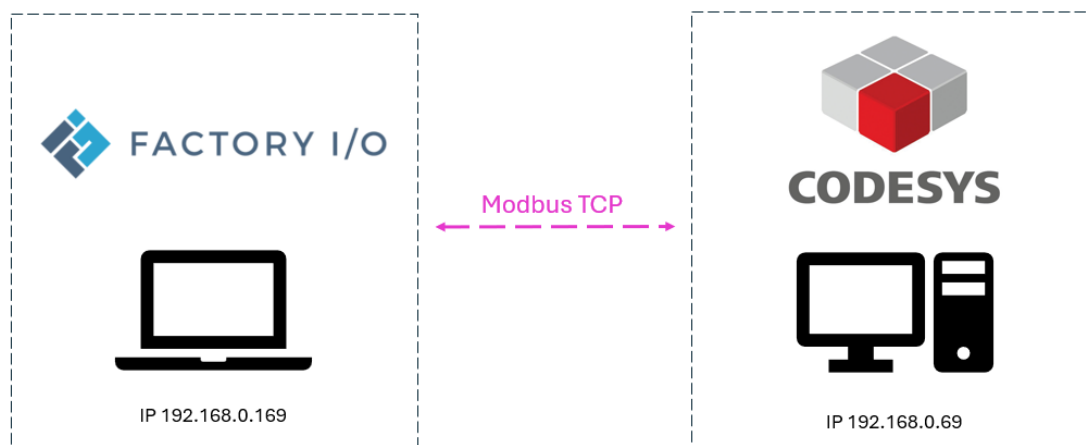 FACTORY I/O
IP 192.168.0.169
Modbus TCP
CODESYS
IP 192.168.0.69